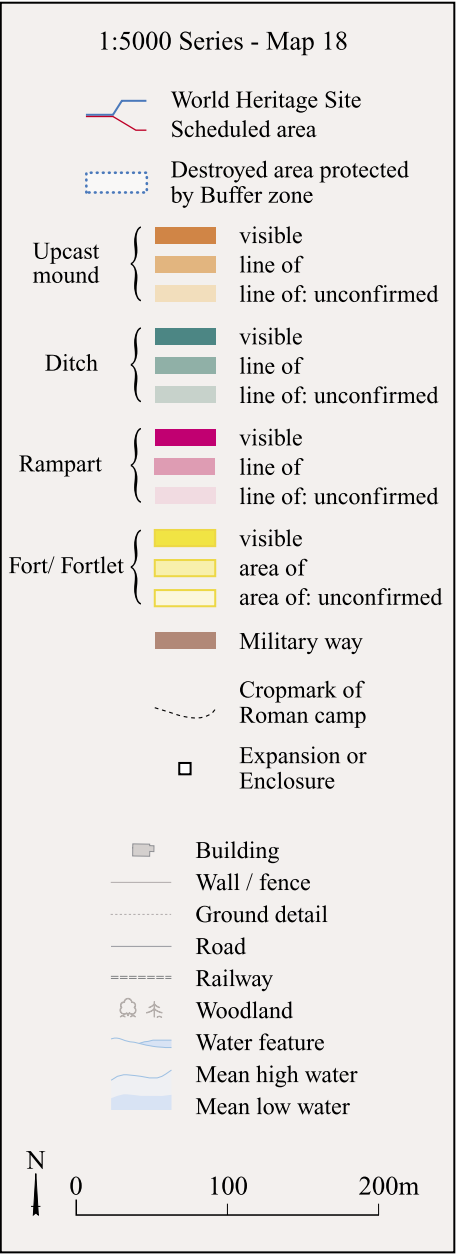 1:5000 Series - Map 18
World Heritage Site
Scheduled area
Destroyed area protected
by Buffer zone
Upcast
mound
visible
line of
line of: unconfirmed
Ditch
visible
line of
line of: unconfirmed
Rampart
visible
line of
line of: unconfirmed
Fort/ Fortlet
visible
area of
area of: unconfirmed
Military way
Cropmark of
Roman camp
Expansion or
Enclosure
Building
Wall / fence
Ground detail
Road
Railway
Woodland
Water feature
Mean high water
Mean low water
N
0 100 200m